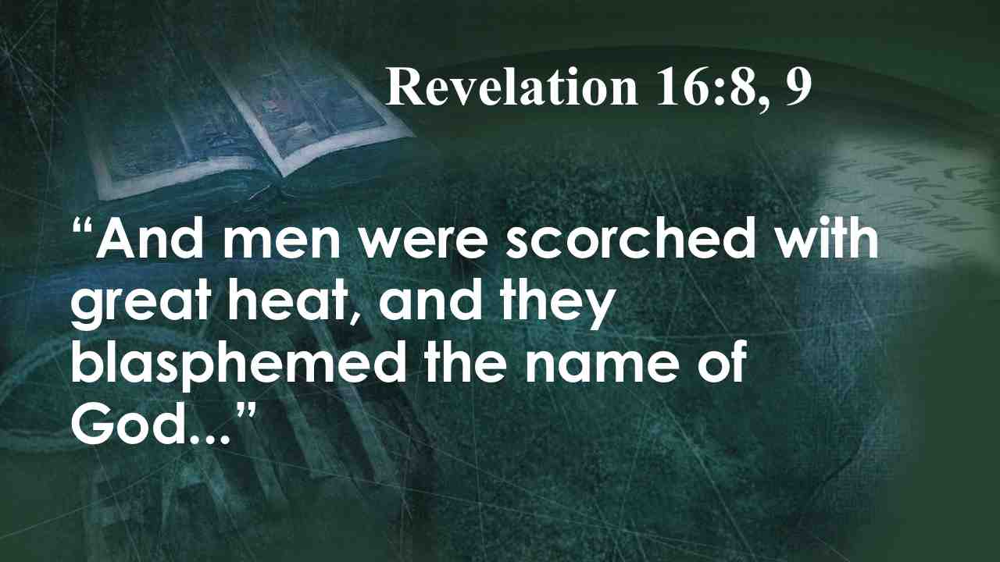 Revelation 16:8, 9
“And men were scorched with
great heat, and they
blasphemed the name of
God...”